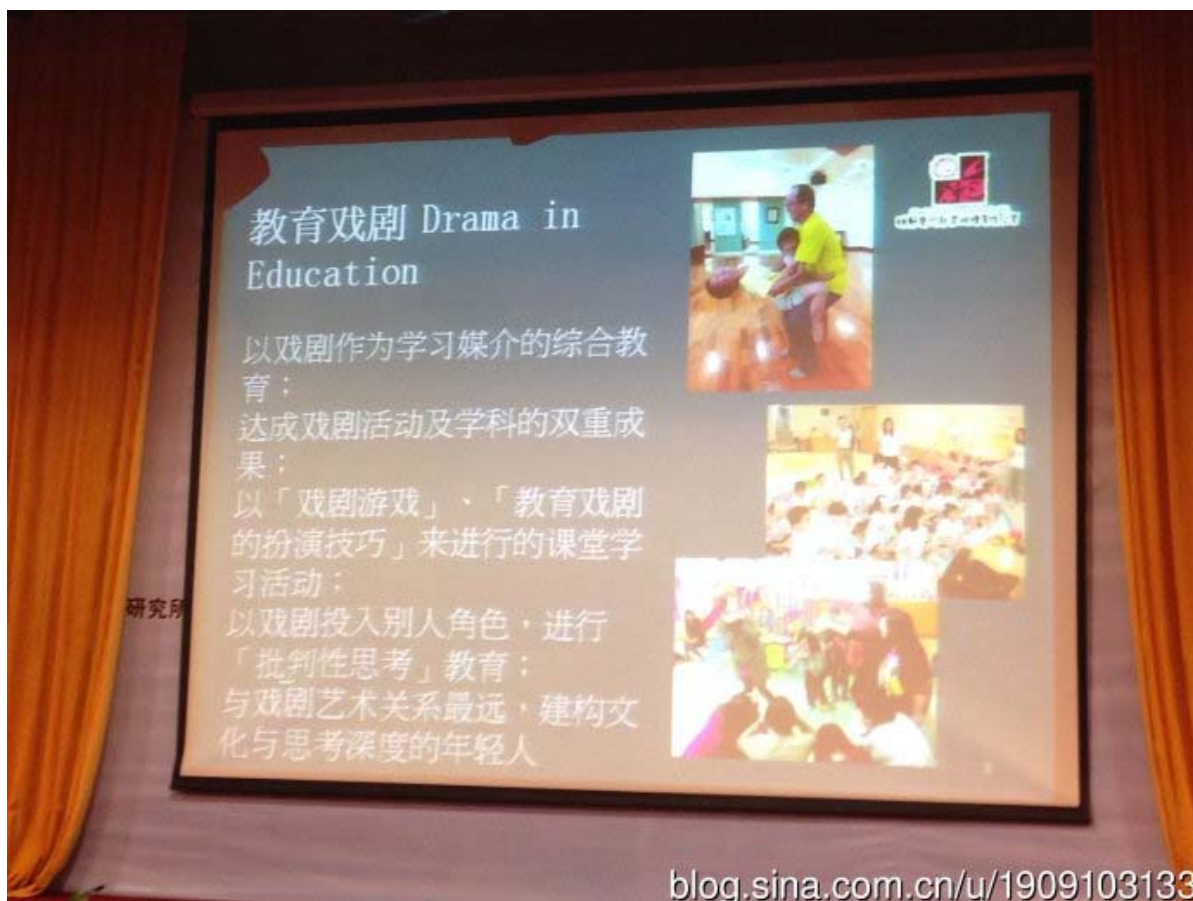 教育戏剧 Drama in
Education
以戏剧作为学习媒介的综合教
育；
达成戏剧活动及学科的双重成
果；
以「戏剧游戏」、「教育戏剧
的扮演技巧」来进行的课堂学
习活动；
以戏剧投入别人角色，进行
「批判性思考」教育；
与戏剧艺术关系最远，建构文
化与思考深度的年轻人
研究所
blog.sina.com.cn/u/1909103133